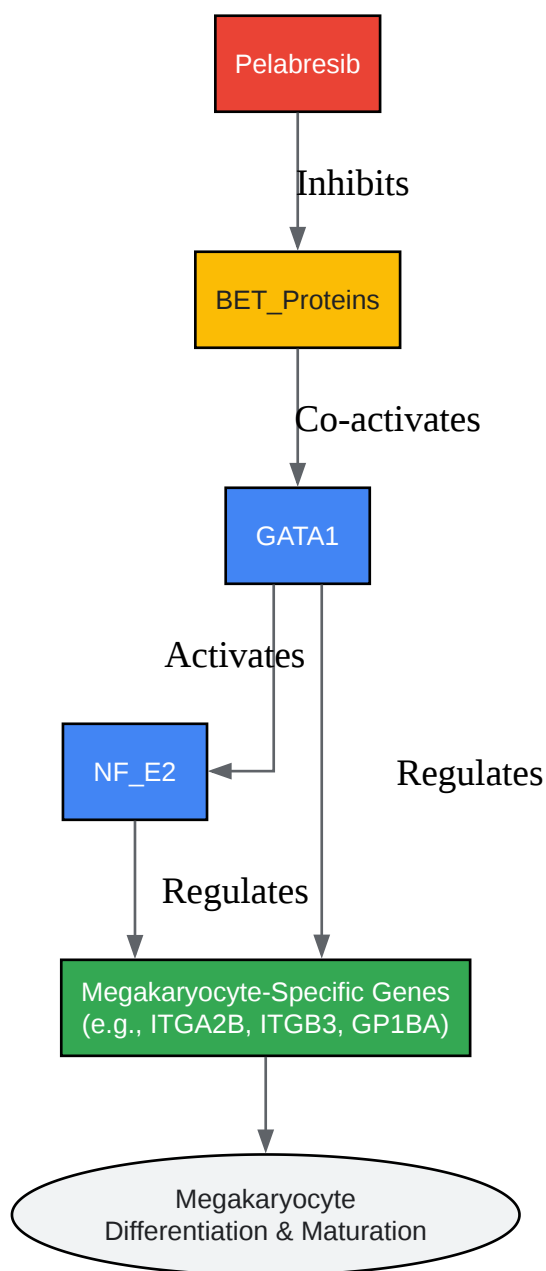 Pelabresib
Inhibits
BET_Proteins
Co-activates
GATA1
Activates
NF_E2
Regulates
Regulates
Megakaryocyte-Specific Genes
(e.g., ITGA2B, ITGB3, GP1BA)
Megakaryocyte
Differentiation & Maturation